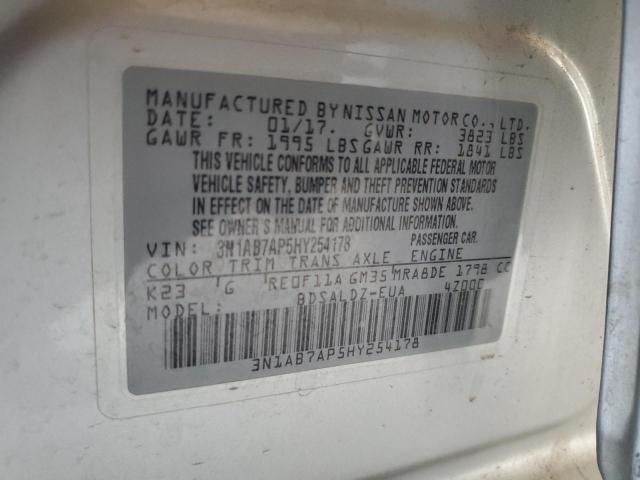 MANUFACTURED BY NISSAN MOTOR CO., LTD.
DATE: 01/17. GVWR: 3823 LBS
GAWR FR: 1995 LBS GAWR RR: 1841 LBS
THIS VEHICLE CONFORMS TO ALL APPLICABLE FEDERAL MOTOR
VEHICLE SAFETY, BUMPER AND THEFT PREVENTION STANDARDS
IN EFFECT ON THE DATE OF MANUFACTURE SHOWN ABOVE.
SEE OWNER'S MANUAL FOR ADDITIONAL INFORMATION.
VIN: 3N1AB7AP5HY254178 PASSENGER CAR.
COLOR TRIM TRANS AXLE ENGINE
K23 G RE0F11A GM35 MRA8DE 1798 CC
MODEL: BDSALDZ-EUA 4Z00C
3N1AB7AP5HY254178